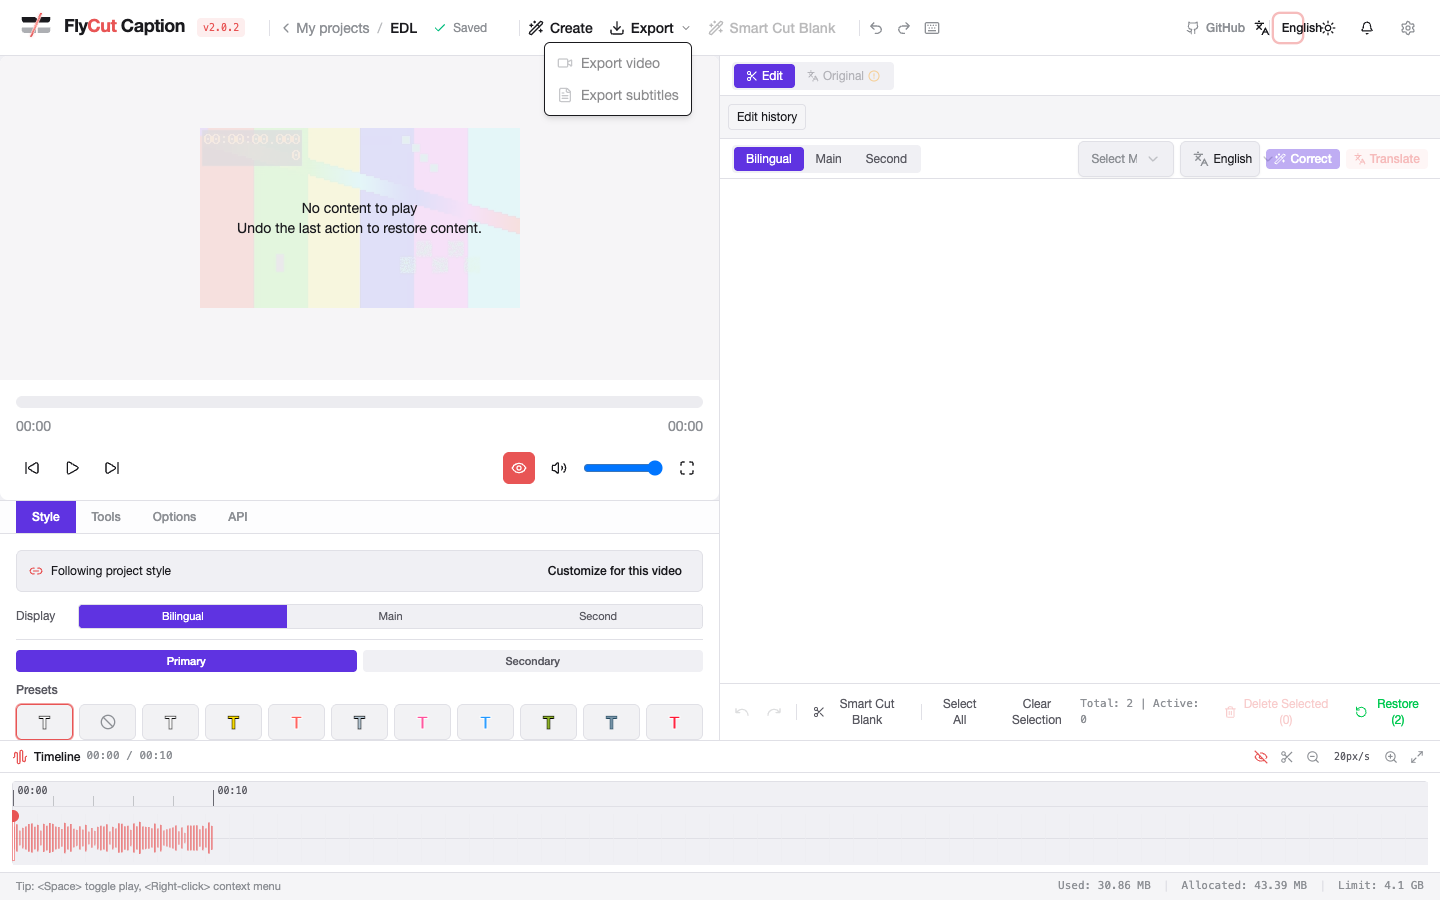 FlyCut Caption v2.0.2
My projects / EDL Saved
Create Export Smart Cut Blank
GitHub English
Export video
Export subtitles
00:00:00.000
0
No content to play
Undo the last action to restore content.
00:00 00:00
Style Tools Options API
Following project style Customize for this video
Display Bilingual Main Second
Primary Secondary
Presets
T T T T T T T T T T
Edit Original
Edit history
Bilingual Main Second
Select M English Correct Translate
Smart Cut
Blank
Select
All
Clear
Selection
Total: 2 | Active:
0
Delete Selected
(0)
Restore
(2)
Timeline 00:00 / 00:10 20px/s
00:00 00:10
Tip: <Space> toggle play, <Right-click> context menu
Used: 30.86 MB | Allocated: 43.39 MB | Limit: 4.1 GB